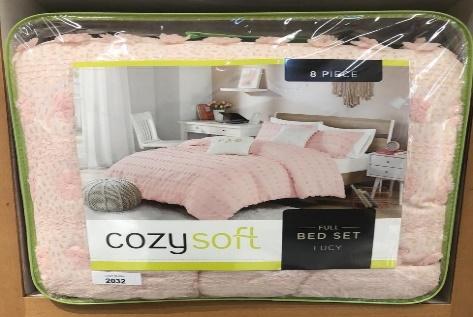 8 PIECE
cozysoft
FULL
BED SET
LUCY
2032